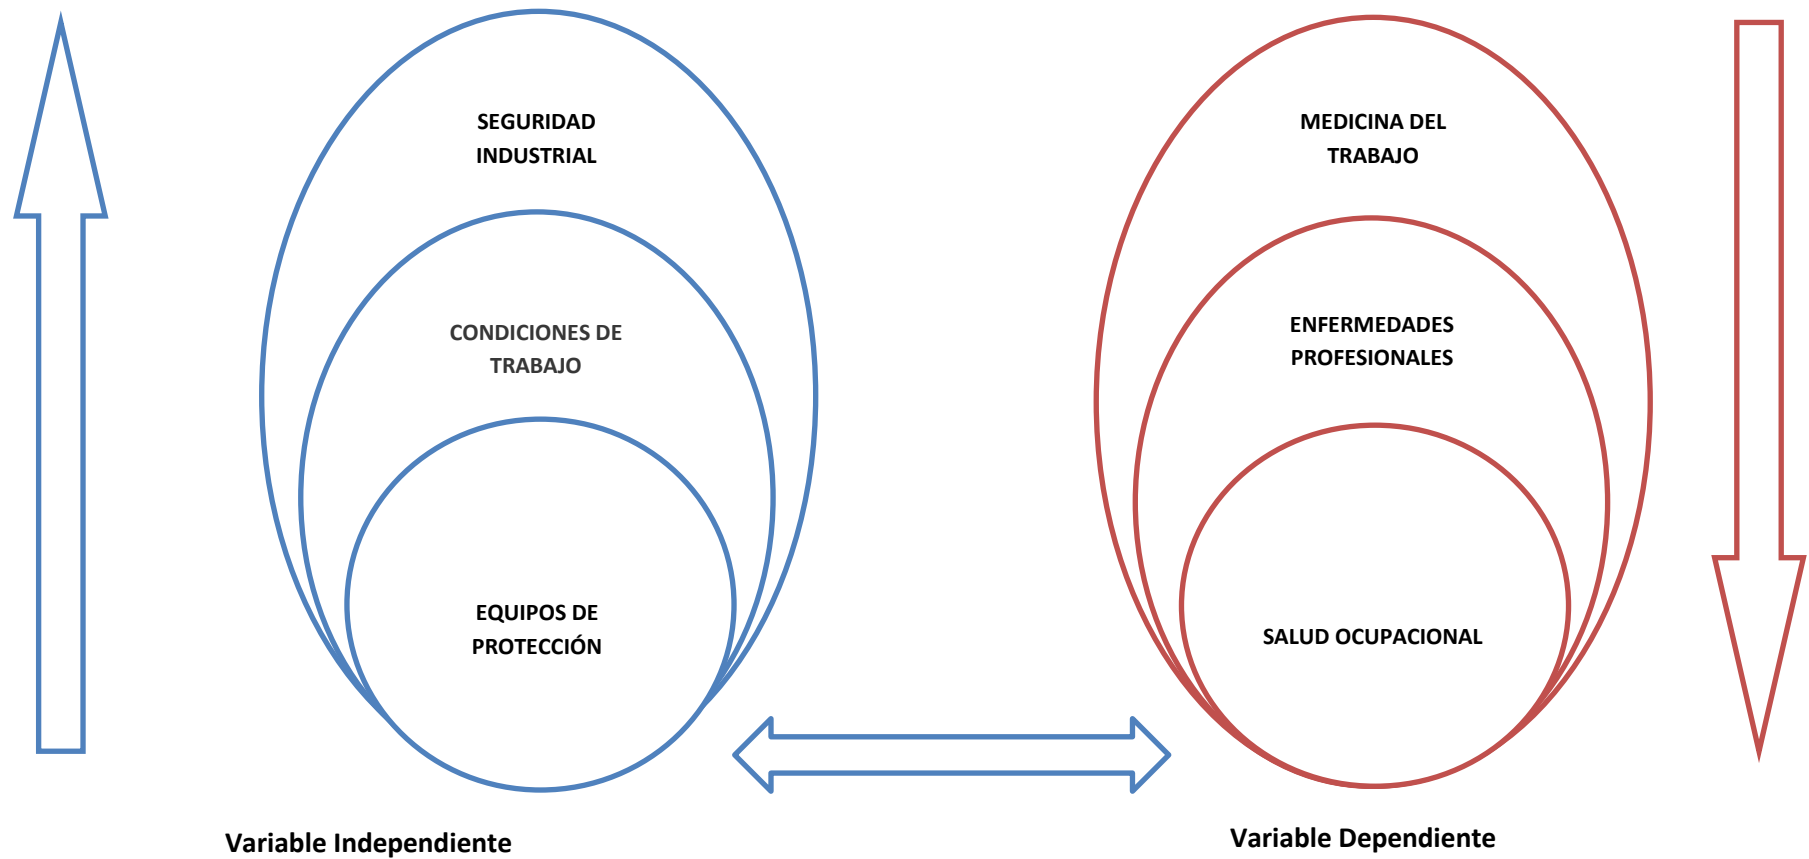 SEGURIDAD
INDUSTRIAL
CONDICIONES DE
TRABAJO
EQUIPOS DE
PROTECCIÓN
Variable Independiente
MEDICINA DEL
TRABAJO
ENFERMEDADES
PROFESIONALES
SALUD OCUPACIONAL
Variable Dependiente